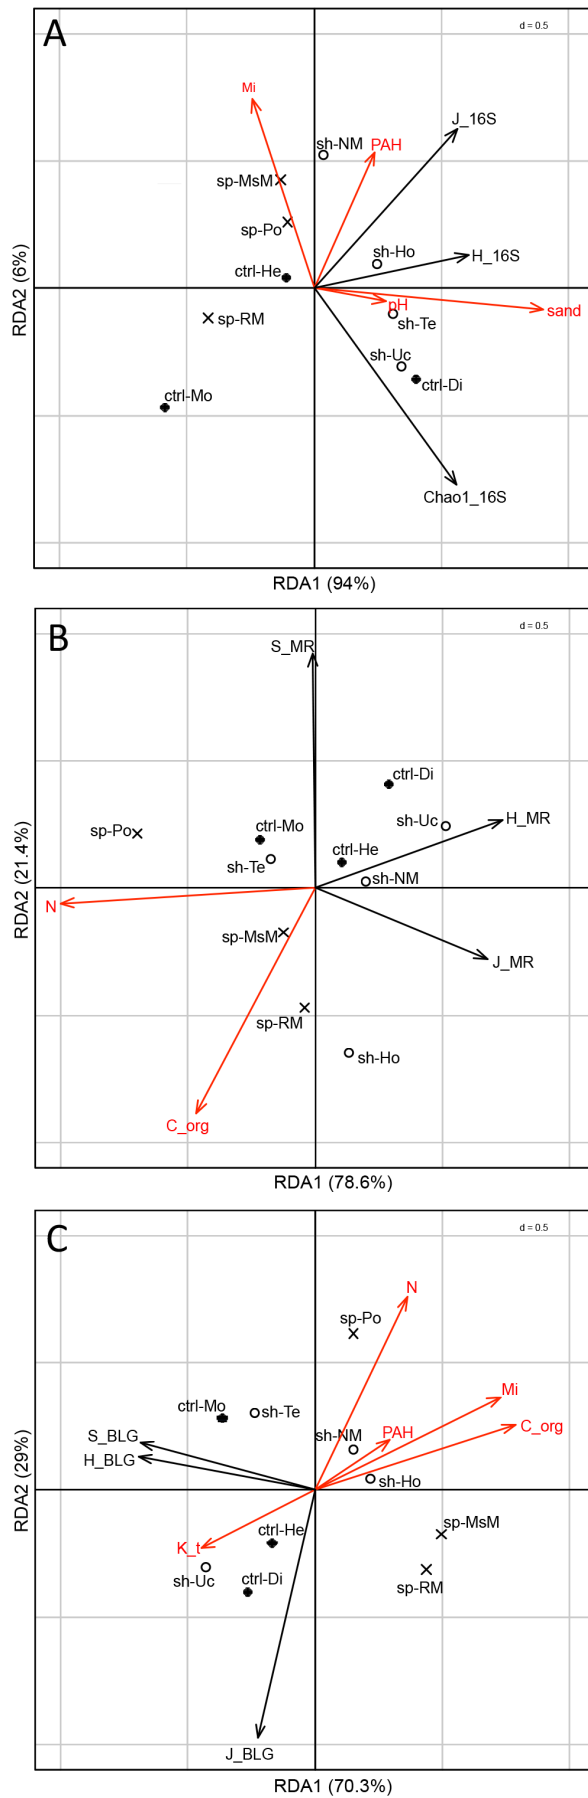 A
d = 0.5
Mi
J_16S
sh-NM
PAH
sp-MsM
sp-Po
sh-Ho
H_16S
ctrl-He
pH
sand
sp-RM
sh-Te
sh-Uc
ctrl-Di
ctrl-Mo
Chao1_16S
RDA2 (6%)
RDA1 (94%)
B
d = 0.5
S_MR
ctrl-Di
sp-Po
ctrl-Mo
sh-Uc
H_MR
sh-Te
ctrl-He
sh-NM
N
sp-MsM
J_MR
sp-RM
sh-Ho
C_org
RDA2 (21.4%)
RDA1 (78.6%)
C
d = 0.5
N
sp-Po
Mi
ctrl-Mo
sh-Te
C_org
S_BLG
sh-NM
PAH
H_BLG
sh-Ho
sp-MsM
ctrl-He
K_t
sh-Uc
ctrl-Di
sp-RM
J_BLG
RDA2 (29%)
RDA1 (70.3%)